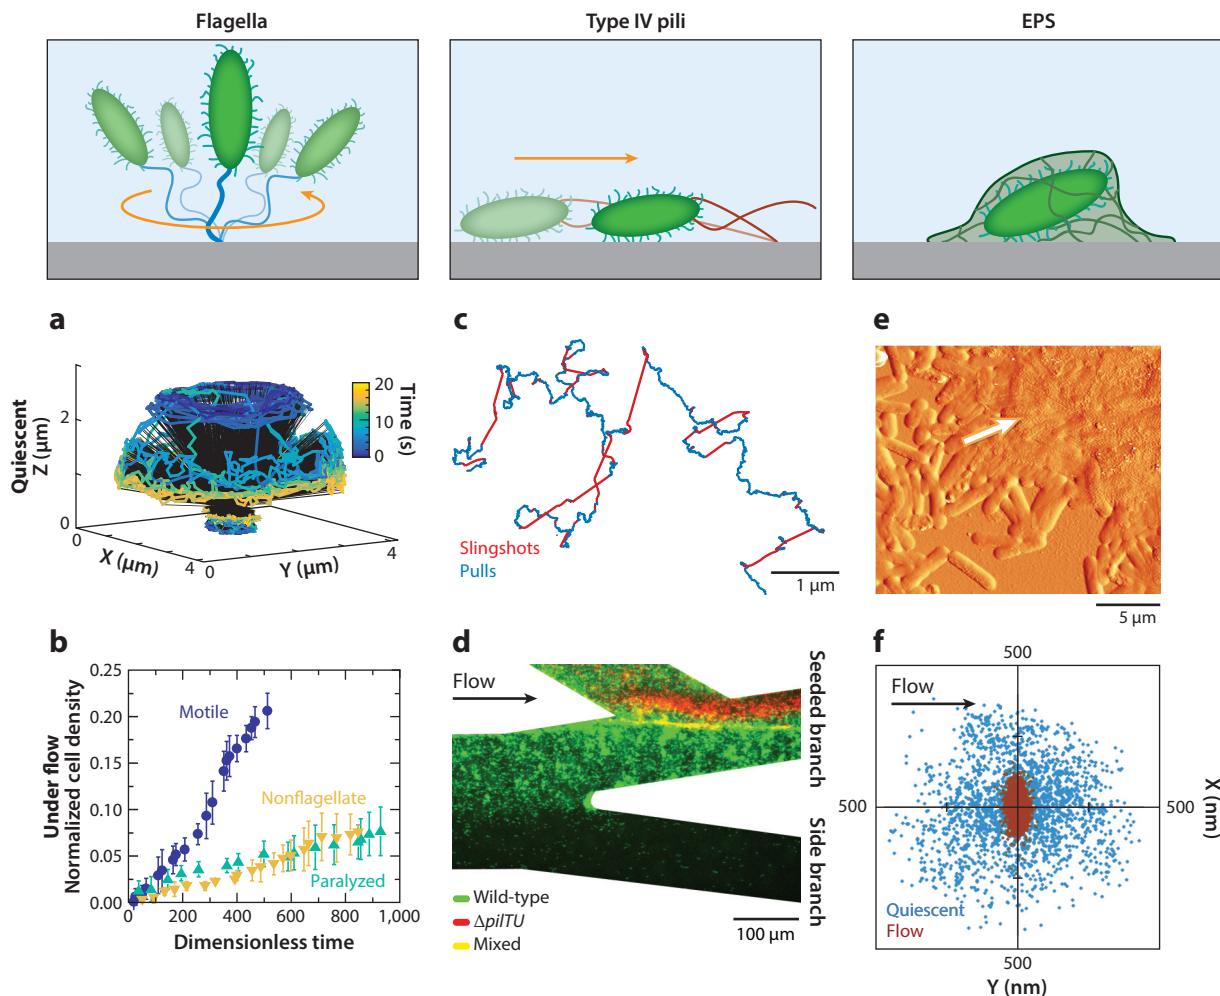 Flagella
Type IV pili
EPS
a
Quiescent
Z (µm)
2
1
0
0
X (µm)
4
0
Y (µm)
4
20
10
0
Time (s)
c
Slingshots
Pulls
1 µm
e
5 µm
b
Under flow
Normalized cell density
0.25
0.20
0.15
0.10
0.05
0.00
Motile
Nonflagellate
Paralyzed
0
200
400
600
800
1,000
Dimensionless time
d
Flow
Seeded branch
Side branch
Wild-type
ΔpilTU
Mixed
100 µm
f
500
Flow
500
500
X (nm)
Quiescent
Flow
500
Y (nm)